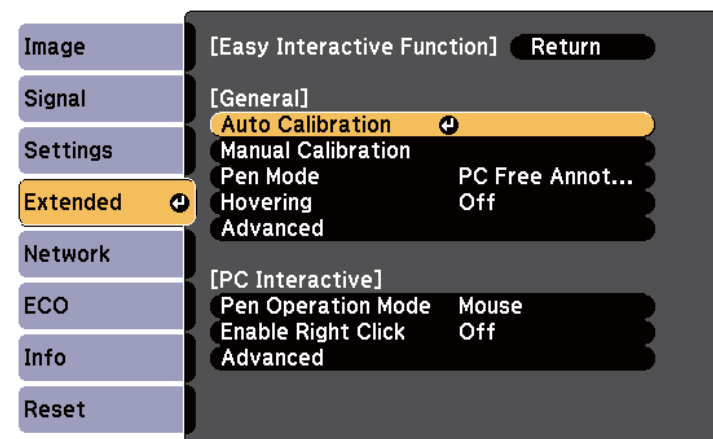 Image
Signal
Settings
Extended
Network
ECO
Info
Reset
[Easy Interactive Function] Return
[General]
Auto Calibration
Manual Calibration
Pen Mode PC Free Annot...
Hovering Off
Advanced
[PC Interactive]
Pen Operation Mode Mouse
Enable Right Click Off
Advanced